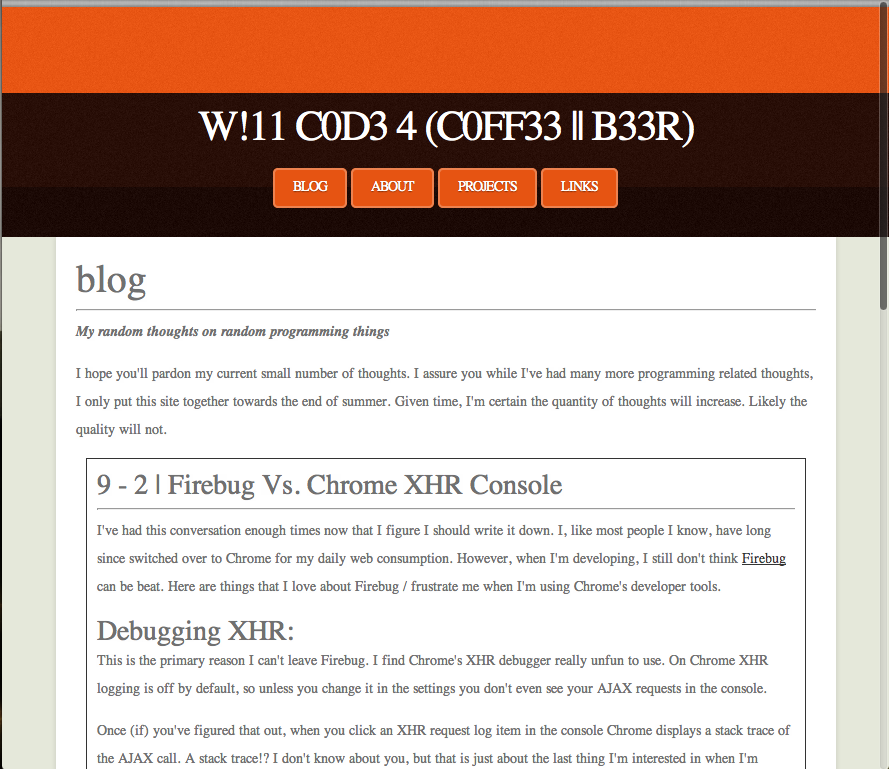 W!11 C0D3 4 (C0FF33 || B33R)
BLOG ABOUT PROJECTS LINKS
blog
My random thoughts on random programming things
I hope you'll pardon my current small number of thoughts. I assure you while I've had many more programming related thoughts,
I only put this site together towards the end of summer. Given time, I'm certain the quantity of thoughts will increase. Likely the
quality will not.
9 - 2 | Firebug Vs. Chrome XHR Console
I've had this conversation enough times now that I figure I should write it down. I, like most people I know, have long
since switched over to Chrome for my daily web consumption. However, when I'm developing, I still don't think Firebug
can be beat. Here are things that I love about Firebug / frustrate me when I'm using Chrome's developer tools.
Debugging XHR:
This is the primary reason I can't leave Firebug. I find Chrome's XHR debugger really unfun to use. On Chrome XHR
logging is off by default, so unless you change it in the settings you don't even see your AJAX requests in the console.
Once (if) you've figured that out, when you click an XHR request log item in the console Chrome displays a stack trace of
the AJAX call. A stack trace!? I don't know about you, but that is just about the last thing I'm interested in when I'm